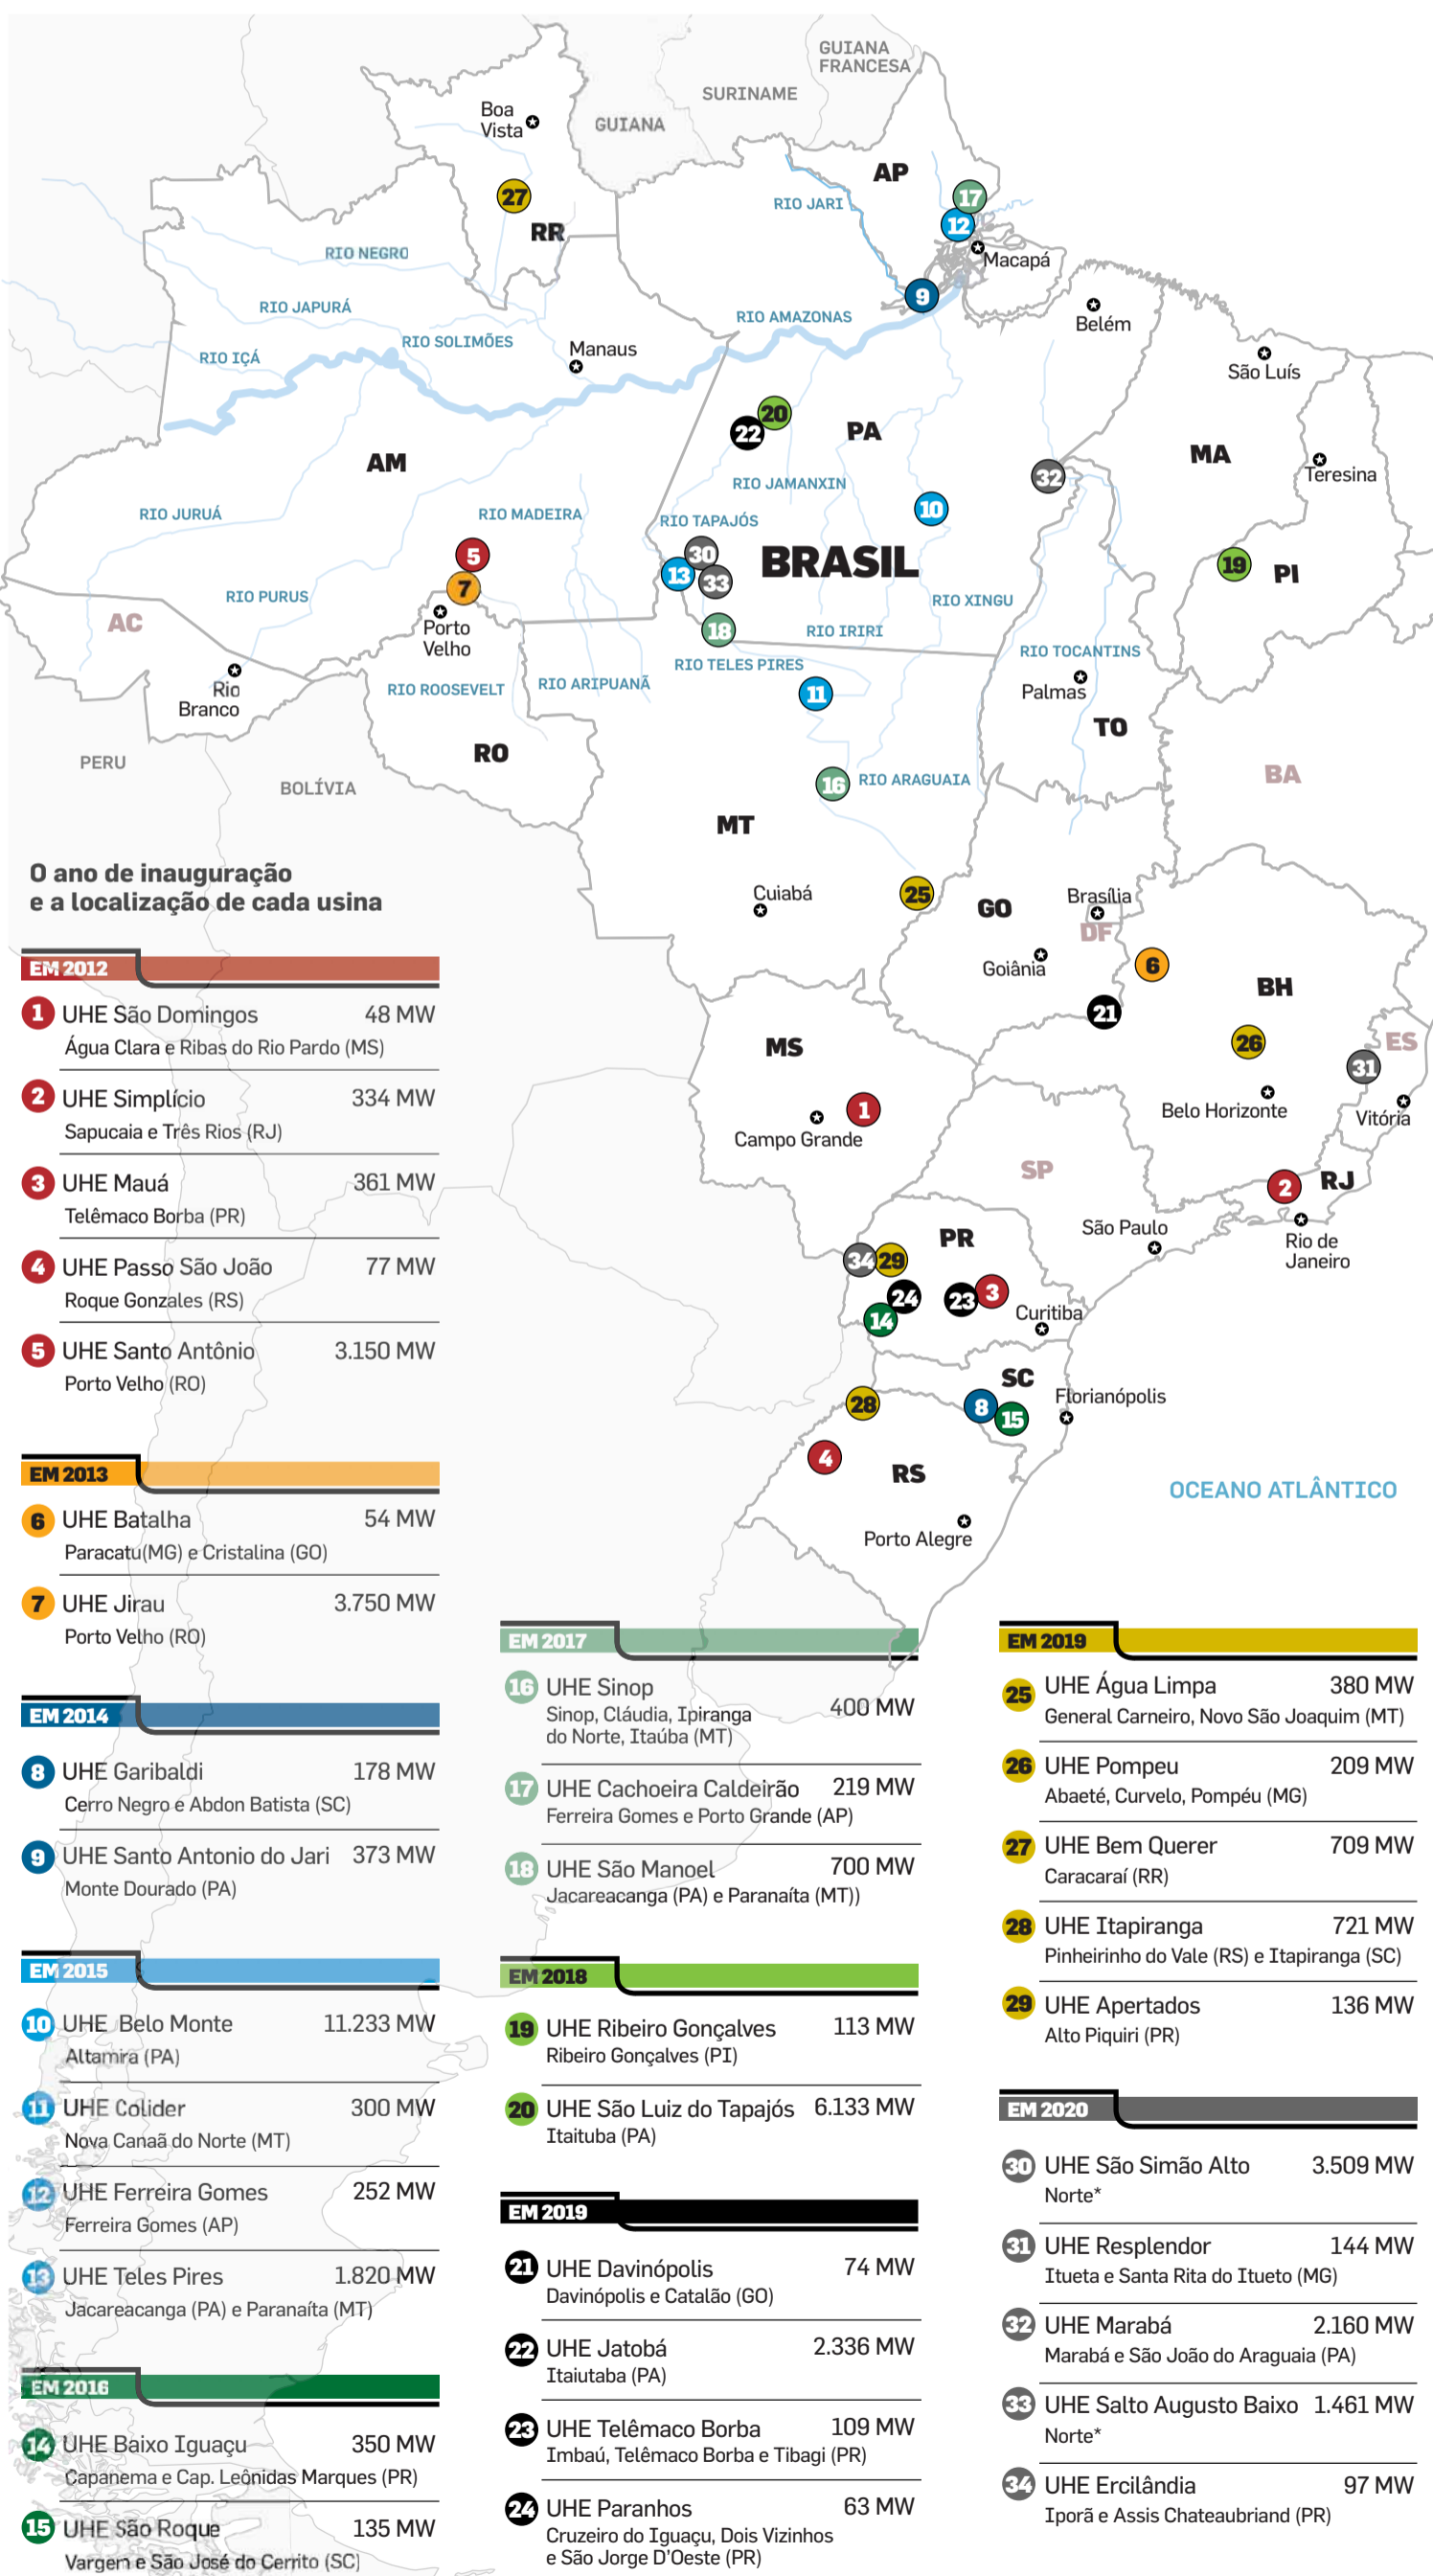 GUIANA
FRANCESA
SURINAME
GUIANA
Boa
Vista
27
RR
AP
17
12
Macapá
RIO JARI
RIO NEGRO
9
RIO JAPURÁ
RIO AMAZONAS
Belém
RIO SOLIMÕES
RIO IÇÁ
Manaus
São Luís
20
22
PA
AM
MA
Teresina
32
RIO JAMANXIN
RIO JURUÁ
RIO MADEIRA
RIO TAPAJÓS
10
5
30
BRASIL
13
33
19
PI
7
RIO PURUS
RIO XINGU
AC
Porto
Velho
18
RIO IRIRI
RIO TOCANTINS
RIO TELES PIRES
Rio
Branco
RIO ROOSEVELT
RIO ARIPUANÃ
11
Palmas
TO
RO
PERU
BOLÍVIA
16
RIO ARAGUAIA
BA
MT
O ano de inauguração
e a localização de cada usina
Cuiabá
25
GO
Brasília
DF
Goiânia
6
BH
21
MS
26
ES
31
1
Campo Grande
Belo Horizonte
Vitória
SP
2
RJ
PR
São Paulo
Rio de
Janeiro
34
29
24
23
3
14
Curitiba
SC
28
8
15
Florianópolis
4
RS
OCEANO ATLÂNTICO
Porto Alegre
EM 2012
1 UHE São Domingos 48 MW
Água Clara e Ribas do Rio Pardo (MS)
2 UHE Simplício 334 MW
Sapucaia e Três Rios (RJ)
3 UHE Mauá 361 MW
Telêmaco Borba (PR)
4 UHE Passo São João 77 MW
Roque Gonzales (RS)
5 UHE Santo Antônio 3.150 MW
Porto Velho (RO)
EM 2013
6 UHE Batalha 54 MW
Paracatu(MG) e Cristalina (GO)
7 UHE Jirau 3.750 MW
Porto Velho (RO)
EM 2014
8 UHE Garibaldi 178 MW
Cerro Negro e Abdon Batista (SC)
9 UHE Santo Antonio do Jari 373 MW
Monte Dourado (PA)
EM 2015
10 UHE Belo Monte 11.233 MW
Altamira (PA)
11 UHE Colider 300 MW
Nova Canaã do Norte (MT)
12 UHE Ferreira Gomes 252 MW
Ferreira Gomes (AP)
13 UHE Teles Pires 1.820 MW
Jacareacanga (PA) e Paranaíta (MT)
EM 2016
14 UHE Baixo Iguaçu 350 MW
Capanema e Cap. Leônidas Marques (PR)
15 UHE São Roque 135 MW
Vargem e São José do Cerrito (SC)
EM 2017
16 UHE Sinop 400 MW
Sinop, Cláudia, Ipiranga
do Norte, Itaúba (MT)
17 UHE Cachoeira Caldeirão 219 MW
Ferreira Gomes e Porto Grande (AP)
18 UHE São Manoel 700 MW
Jacareacanga (PA) e Paranaíta (MT))
EM 2018
19 UHE Ribeiro Gonçalves 113 MW
Ribeiro Gonçalves (PI)
20 UHE São Luiz do Tapajós 6.133 MW
Itaituba (PA)
EM 2019
21 UHE Davinópolis 74 MW
Davinópolis e Catalão (GO)
22 UHE Jatobá 2.336 MW
Itaiutaba (PA)
23 UHE Telêmaco Borba 109 MW
Imbaú, Telêmaco Borba e Tibagi (PR)
24 UHE Paranhos 63 MW
Cruzeiro do Iguaçu, Dois Vizinhos
e São Jorge D'Oeste (PR)
EM 2019
25 UHE Água Limpa 380 MW
General Carneiro, Novo São Joaquim (MT)
26 UHE Pompeu 209 MW
Abaeté, Curvelo, Pompéu (MG)
27 UHE Bem Querer 709 MW
Caracaraí (RR)
28 UHE Itapiranga 721 MW
Pinheirinho do Vale (RS) e Itapiranga (SC)
29 UHE Apertados 136 MW
Alto Piquiri (PR)
EM 2020
30 UHE São Simão Alto 3.509 MW
Norte*
31 UHE Resplendor 144 MW
Itueta e Santa Rita do Itueto (MG)
32 UHE Marabá 2.160 MW
Marabá e São João do Araguaia (PA)
33 UHE Salto Augusto Baixo 1.461 MW
Norte*
34 UHE Ercilândia 97 MW
Iporã e Assis Chateaubriand (PR)